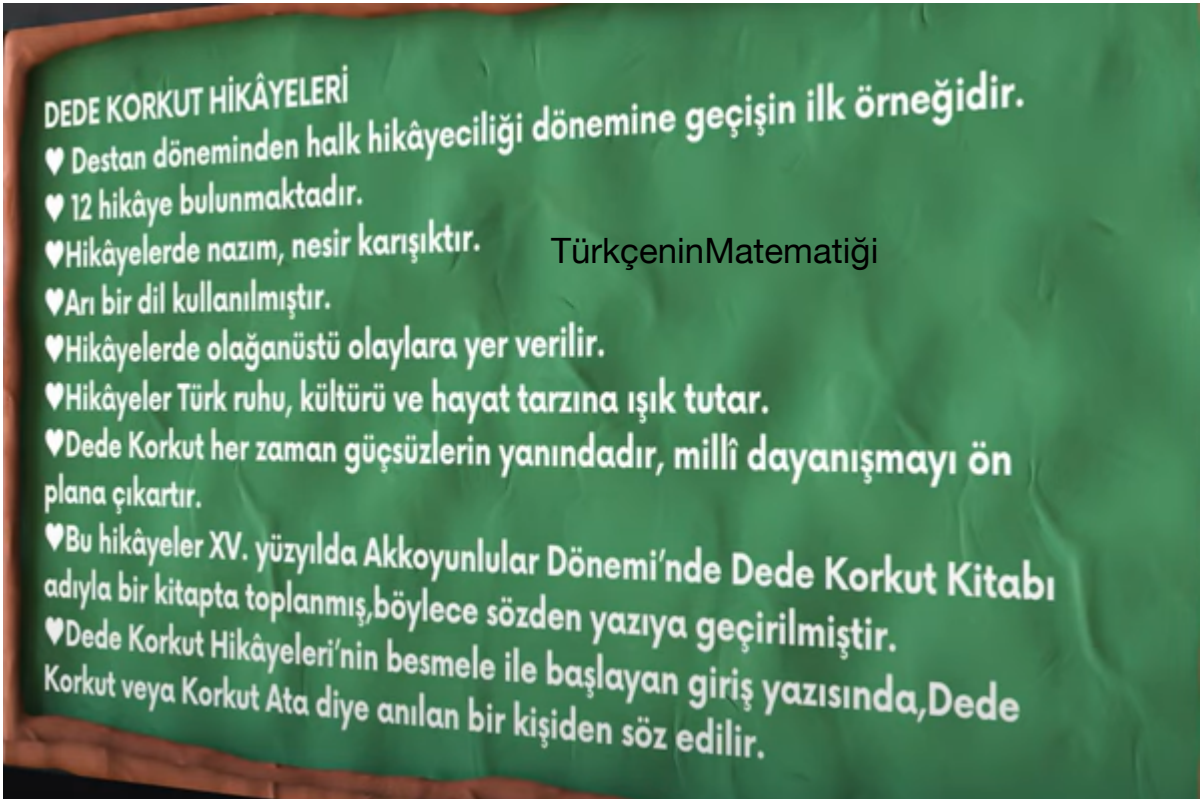 DEDE KORKUT HİKÂYELERİ
♥ Destan döneminden halk hikâyeciliği dönemine geçişin ilk örneğidir.
♥ 12 hikâye bulunmaktadır.
♥Hikâyelerde nazım, nesir karışıktır.
TürkçeninMatematiği
♥Arı bir dil kullanılmıştır.
♥Hikâyelerde olağanüstü olaylara yer verilir.
♥Hikâyeler Türk ruhu, kültürü ve hayat tarzına ışık tutar.
♥Dede Korkut her zaman güçsüzlerin yanındadır, millî dayanışmayı ön
plana çıkartır.
♥Bu hikâyeler XV. yüzyılda Akkoyunlular Dönemi'nde Dede Korkut Kitabı
adıyla bir kitapta toplanmış,böylece sözden yazıya geçirilmiştir.
♥Dede Korkut Hikâyeleri'nin besmele ile başlayan giriş yazısında,Dede
Korkut veya Korkut Ata diye anılan bir kişiden söz edilir.